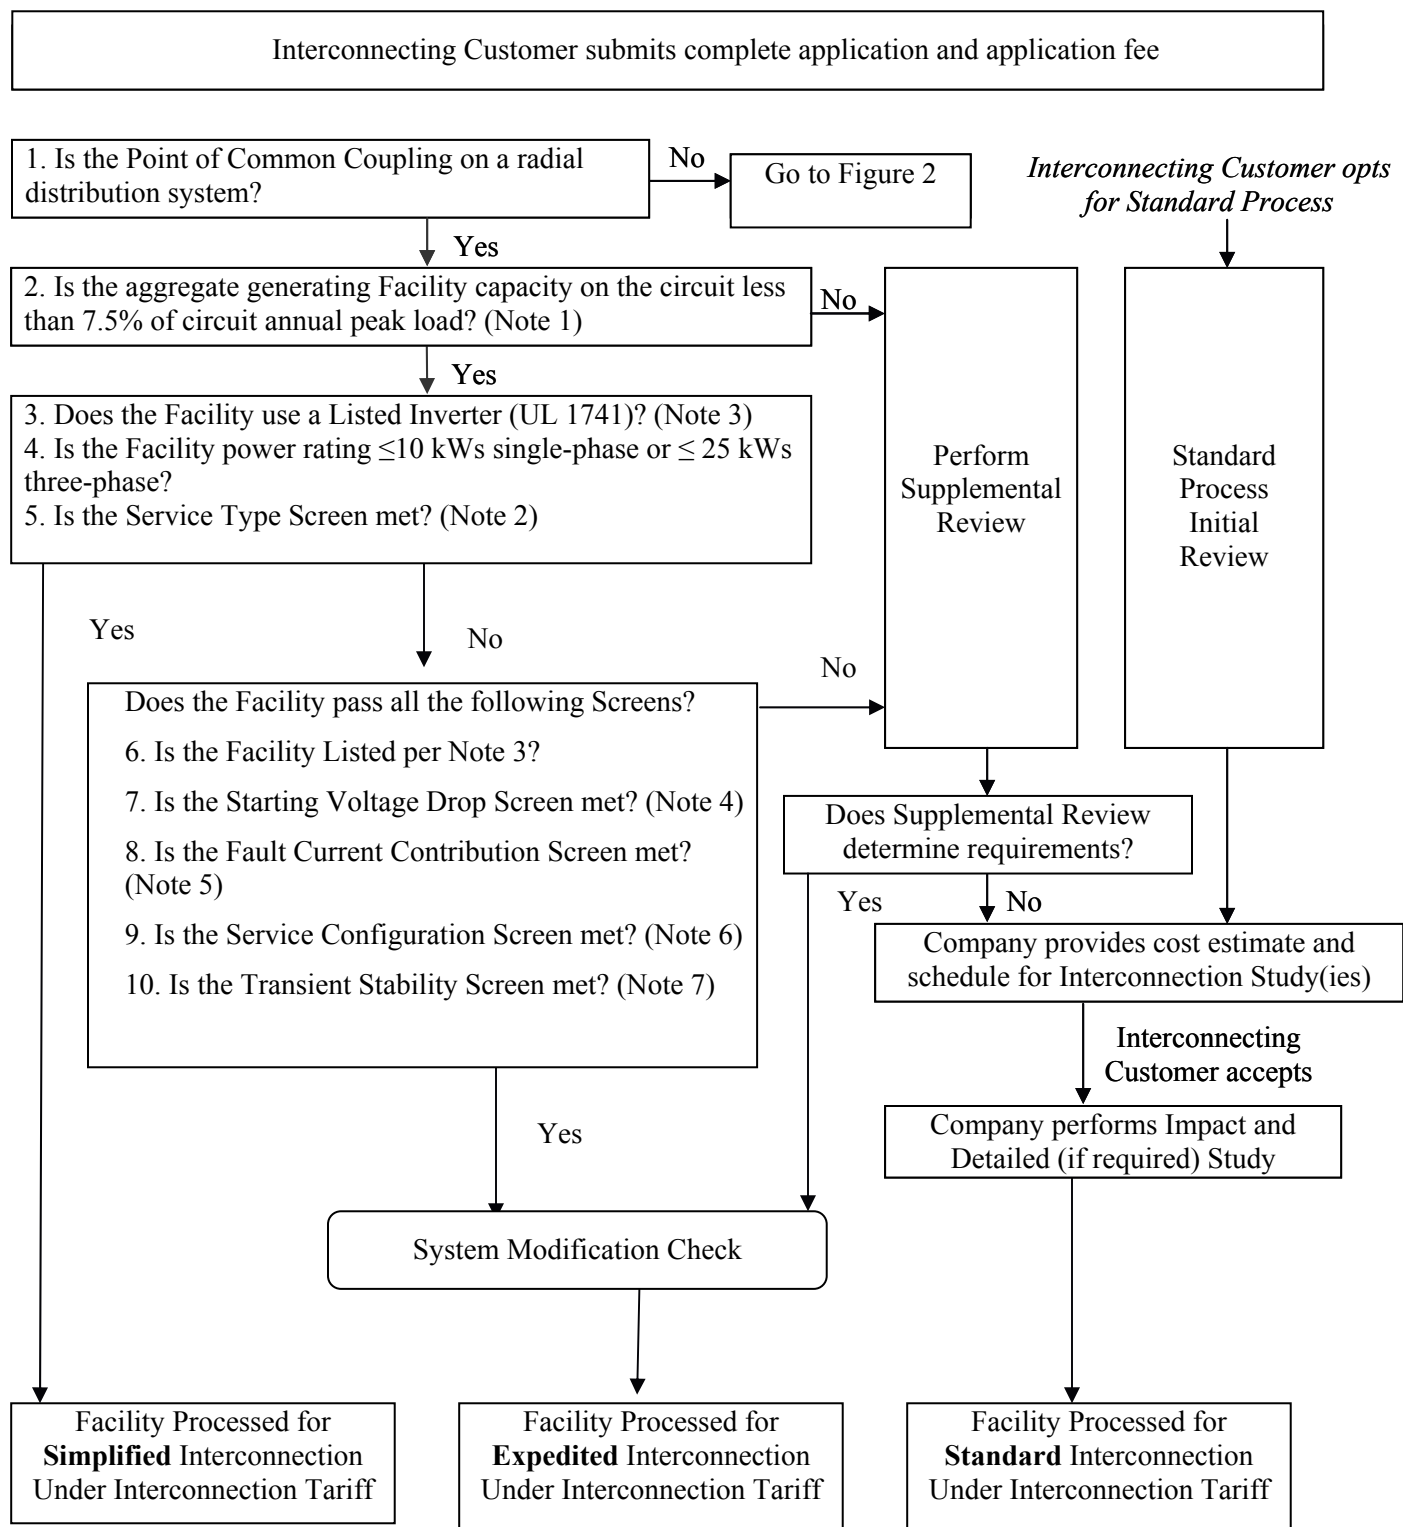 Interconnecting Customer submits complete application and application fee
1. Is the Point of Common Coupling on a radial
distribution system?
No
Go to Figure 2
Interconnecting Customer opts
for Standard Process
Yes
2. Is the aggregate generating Facility capacity on the circuit less
than 7.5% of circuit annual peak load? (Note 1)
No
Yes
3. Does the Facility use a Listed Inverter (UL 1741)? (Note 3)
4. Is the Facility power rating ≤10 kWs single-phase or ≤ 25 kWs
three-phase?
5. Is the Service Type Screen met? (Note 2)
Perform
Supplemental
Review
Standard
Process
Initial
Review
Yes
No
No
Does the Facility pass all the following Screens?
6. Is the Facility Listed per Note 3?
7. Is the Starting Voltage Drop Screen met? (Note 4)
8. Is the Fault Current Contribution Screen met?
(Note 5)
9. Is the Service Configuration Screen met? (Note 6)
10. Is the Transient Stability Screen met? (Note 7)
Does Supplemental Review
determine requirements?
Yes
No
Company provides cost estimate and
schedule for Interconnection Study(ies)
Interconnecting
Customer accepts
Company performs Impact and
Detailed (if required) Study
Yes
System Modification Check
Facility Processed for
Simplified Interconnection
Under Interconnection Tariff
Facility Processed for
Expedited Interconnection
Under Interconnection Tariff
Facility Processed for
Standard Interconnection
Under Interconnection Tariff